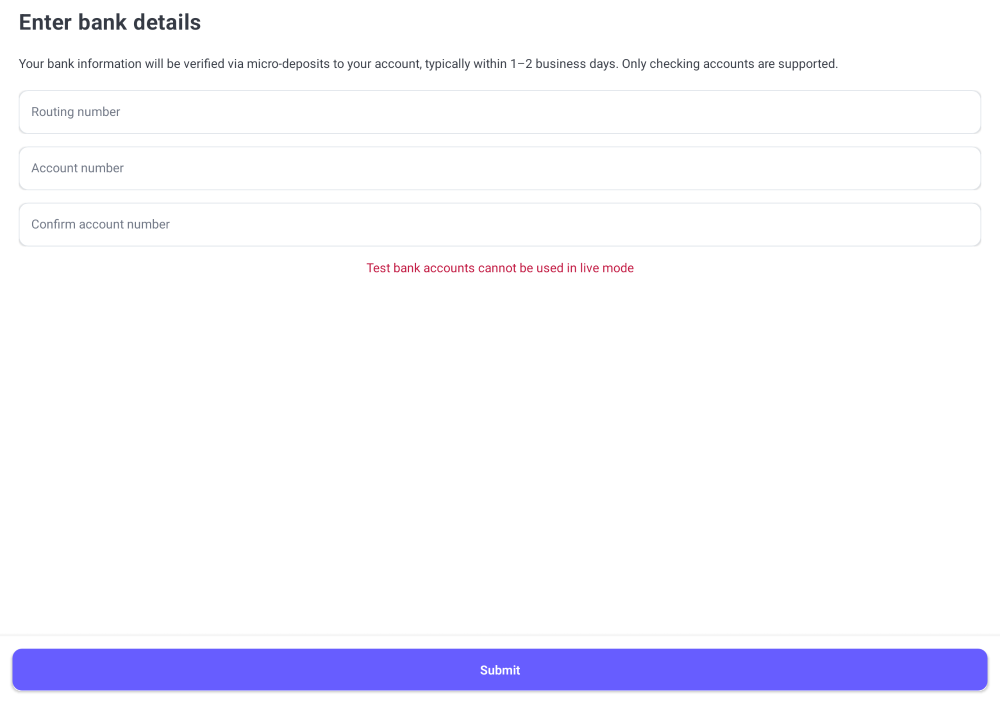 Enter bank details
Your bank information will be verified via micro-deposits to your account, typically within 1–2 business days. Only checking accounts are supported.
Routing number
Account number
Confirm account number
Test bank accounts cannot be used in live mode
Submit